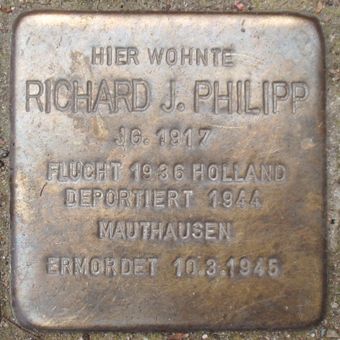 HIER WOHNTE
RICHARD J. PHILIPP
JG. 1917
FLUCHT 1936 HOLLAND
DEPORTIERT 1944
MAUTHAUSEN
ERMORDET 10.3.1945